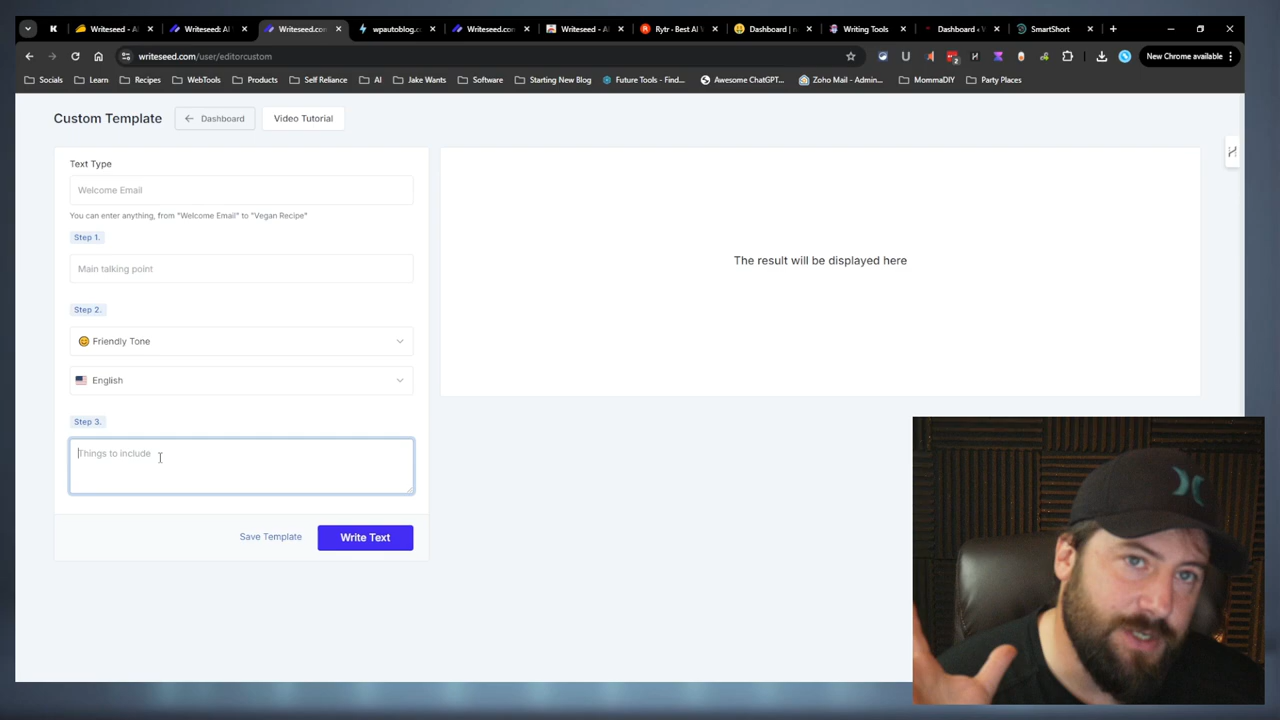 Writeseed - AI
Writeseed: AI
Writeseed.com
wpautoblog.c
Writeseed.com
Writeseed - A
Rytr - Best AI
Dashboard |
Writing Tools
Dashboard ‹
SmartShort
writeseed.com/user/editorcustom
2
New Chrome available
Socials
Learn
Recipes
WebTools
Products
Self Reliance
AI
Jake Wants
Software
Starting New Blog
Future Tools - Find...
Awesome ChatGPT...
Zoho Mail - Admin...
MommaDIY
Party Places
Custom Template
Dashboard
Video Tutorial
Text Type
Welcome Email
You can enter anything, from "Welcome Email" to "Vegan Recipe"
Step 1.
Main talking point
Step 2.
Friendly Tone
English
Step 3.
Things to include
Save Template
Write Text
The result will be displayed here